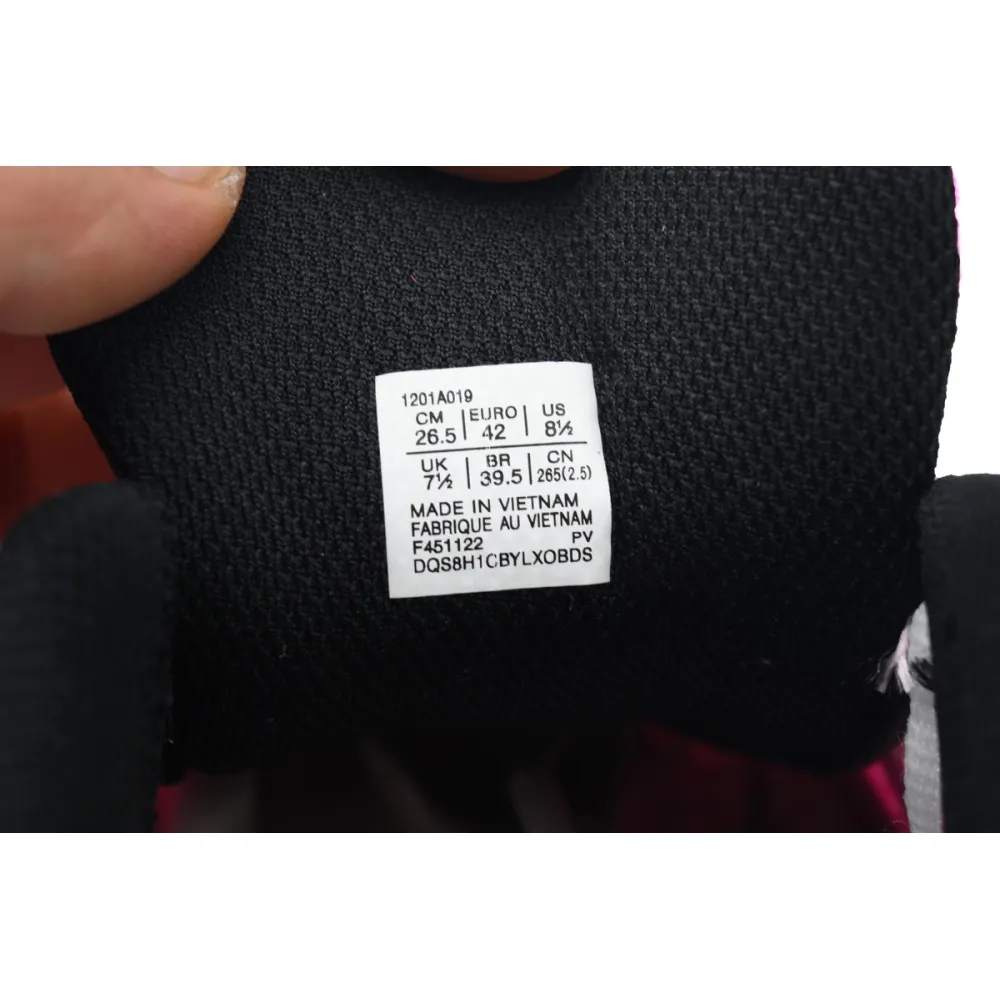 1201A019
CM | EURO | US
26.5 | 42 | 8½
UK | BR | CN
7½ | 39.5 | 265(2.5)
MADE IN VIETNAM
FABRIQUE AU VIETNAM
F451122 PV
DQS8H1CBYLXOBDS